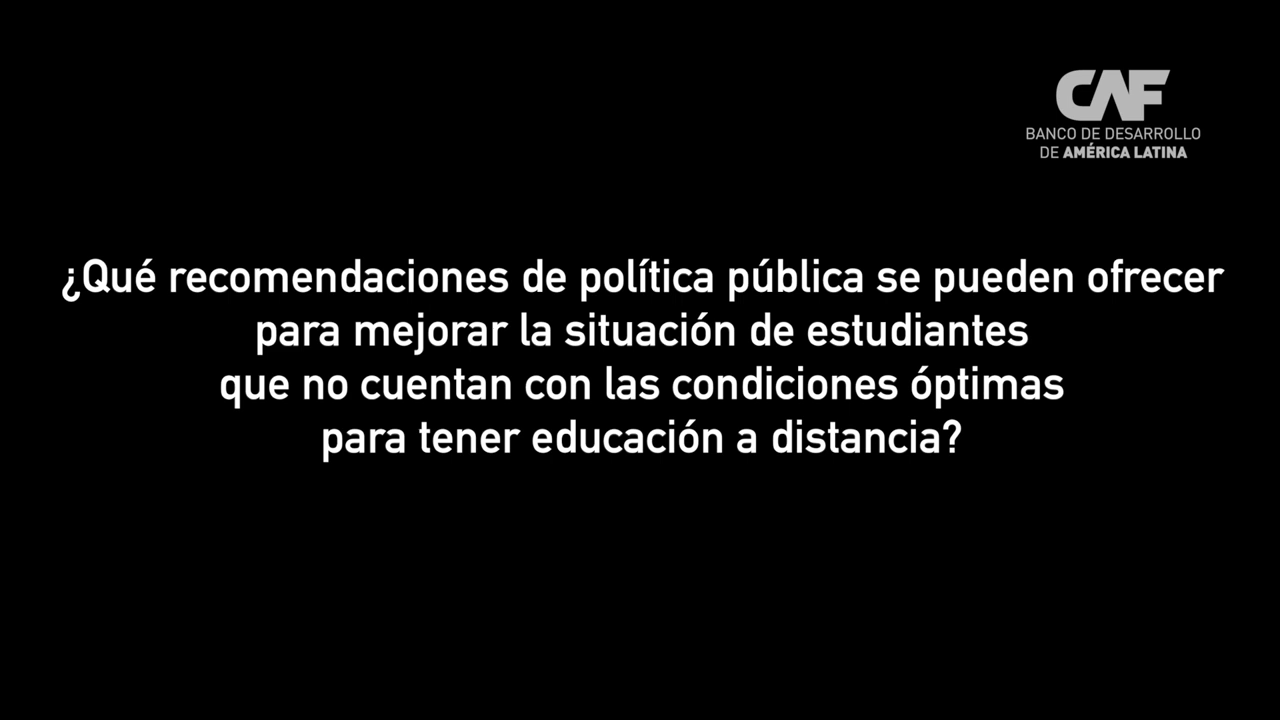 CAF
BANCO DE DESARROLLO
DE AMÉRICA LATINA
¿Qué recomendaciones de política pública se pueden ofrecer
para mejorar la situación de estudiantes
que no cuentan con las condiciones óptimas
para tener educación a distancia?